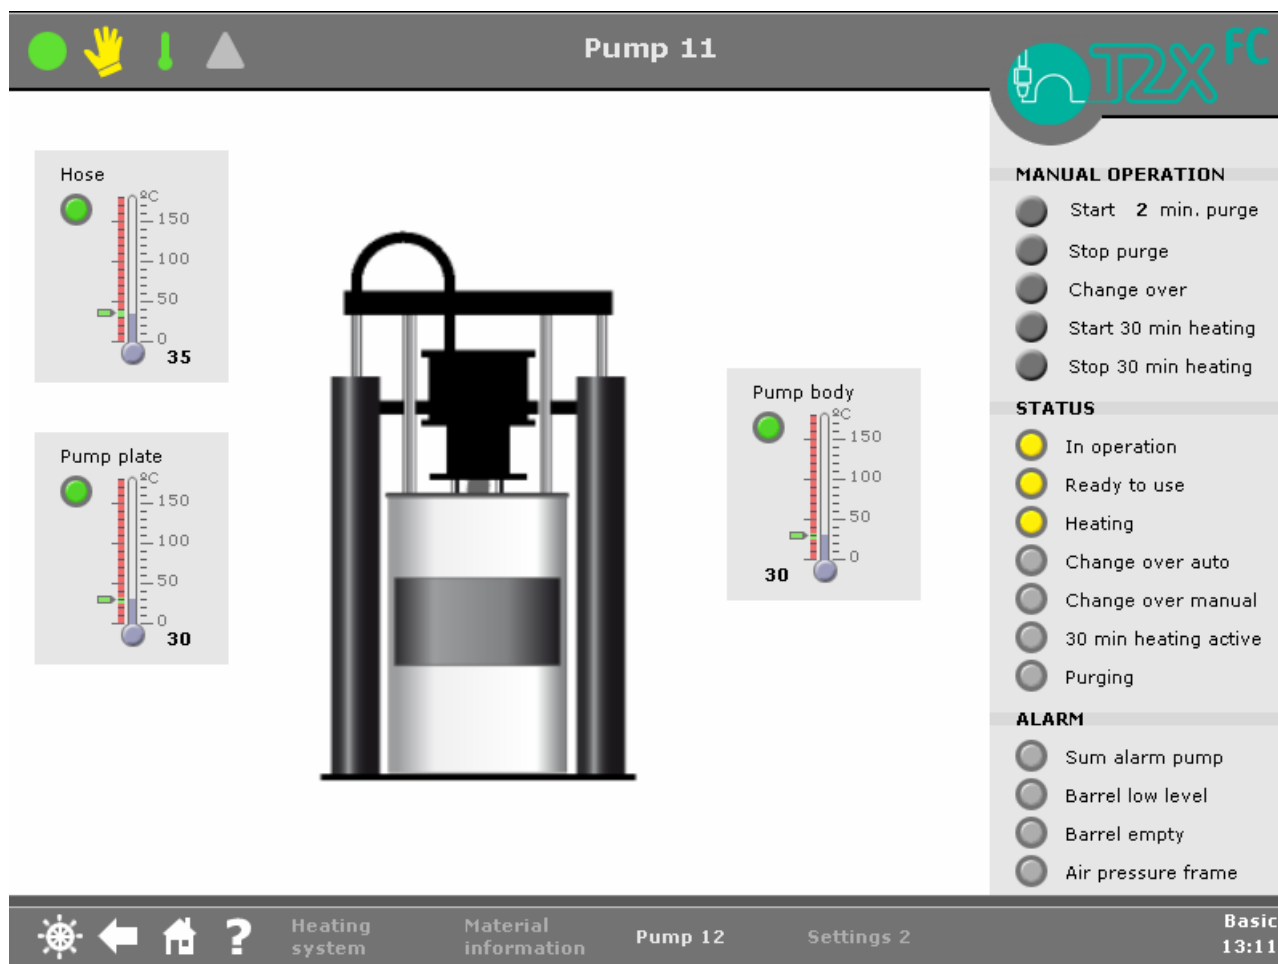 Pump 11
T2X FC
Hose
ºC
150
100
50
0
35
Pump plate
ºC
150
100
50
0
30
Pump body
ºC
150
100
50
0
30
MANUAL OPERATION
Start 2 min. purge
Stop purge
Change over
Start 30 min heating
Stop 30 min heating
STATUS
In operation
Ready to use
Heating
Change over auto
Change over manual
30 min heating active
Purging
ALARM
Sum alarm pump
Barrel low level
Barrel empty
Air pressure frame
?
Heating
system
Material
information
Pump 12
Settings 2
Basic
13:11